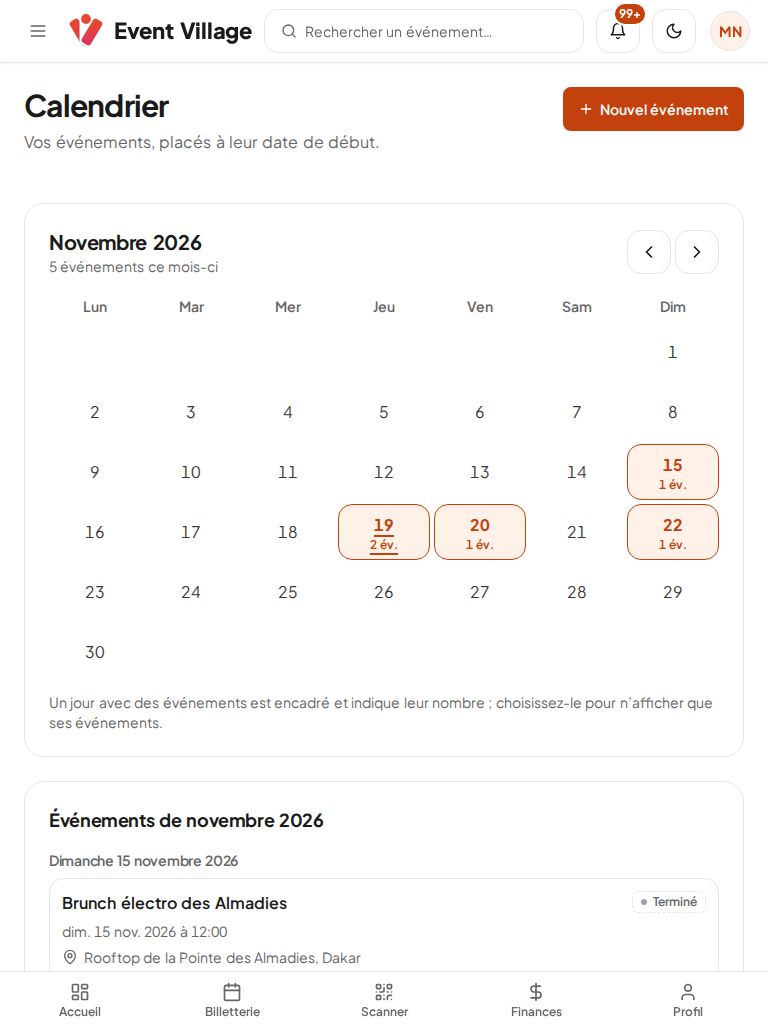 Event Village
Rechercher un événement…
99+
MN
Calendrier
Nouvel événement
Vos événements, placés à leur date de début.
Novembre 2026
5 événements ce mois-ci
Lun Mar Mer Jeu Ven Sam Dim
1
2 3 4 5 6 7 8
9 10 11 12 13 14 15
1 év.
16 17 18 19 20 21 22
2 év. 1 év. 1 év.
23 24 25 26 27 28 29
30
Un jour avec des événements est encadré et indique leur nombre ; choisissez-le pour n’afficher que
ses événements.
Événements de novembre 2026
Dimanche 15 novembre 2026
Brunch électro des Almadies
Terminé
dim. 15 nov. 2026 à 12:00
Rooftop de la Pointe des Almadies, Dakar
Accueil Billetterie Scanner Finances Profil